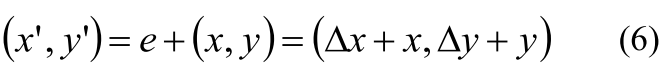 (x', y') = e + (x, y) = (Δx + x, Δy + y) (6)